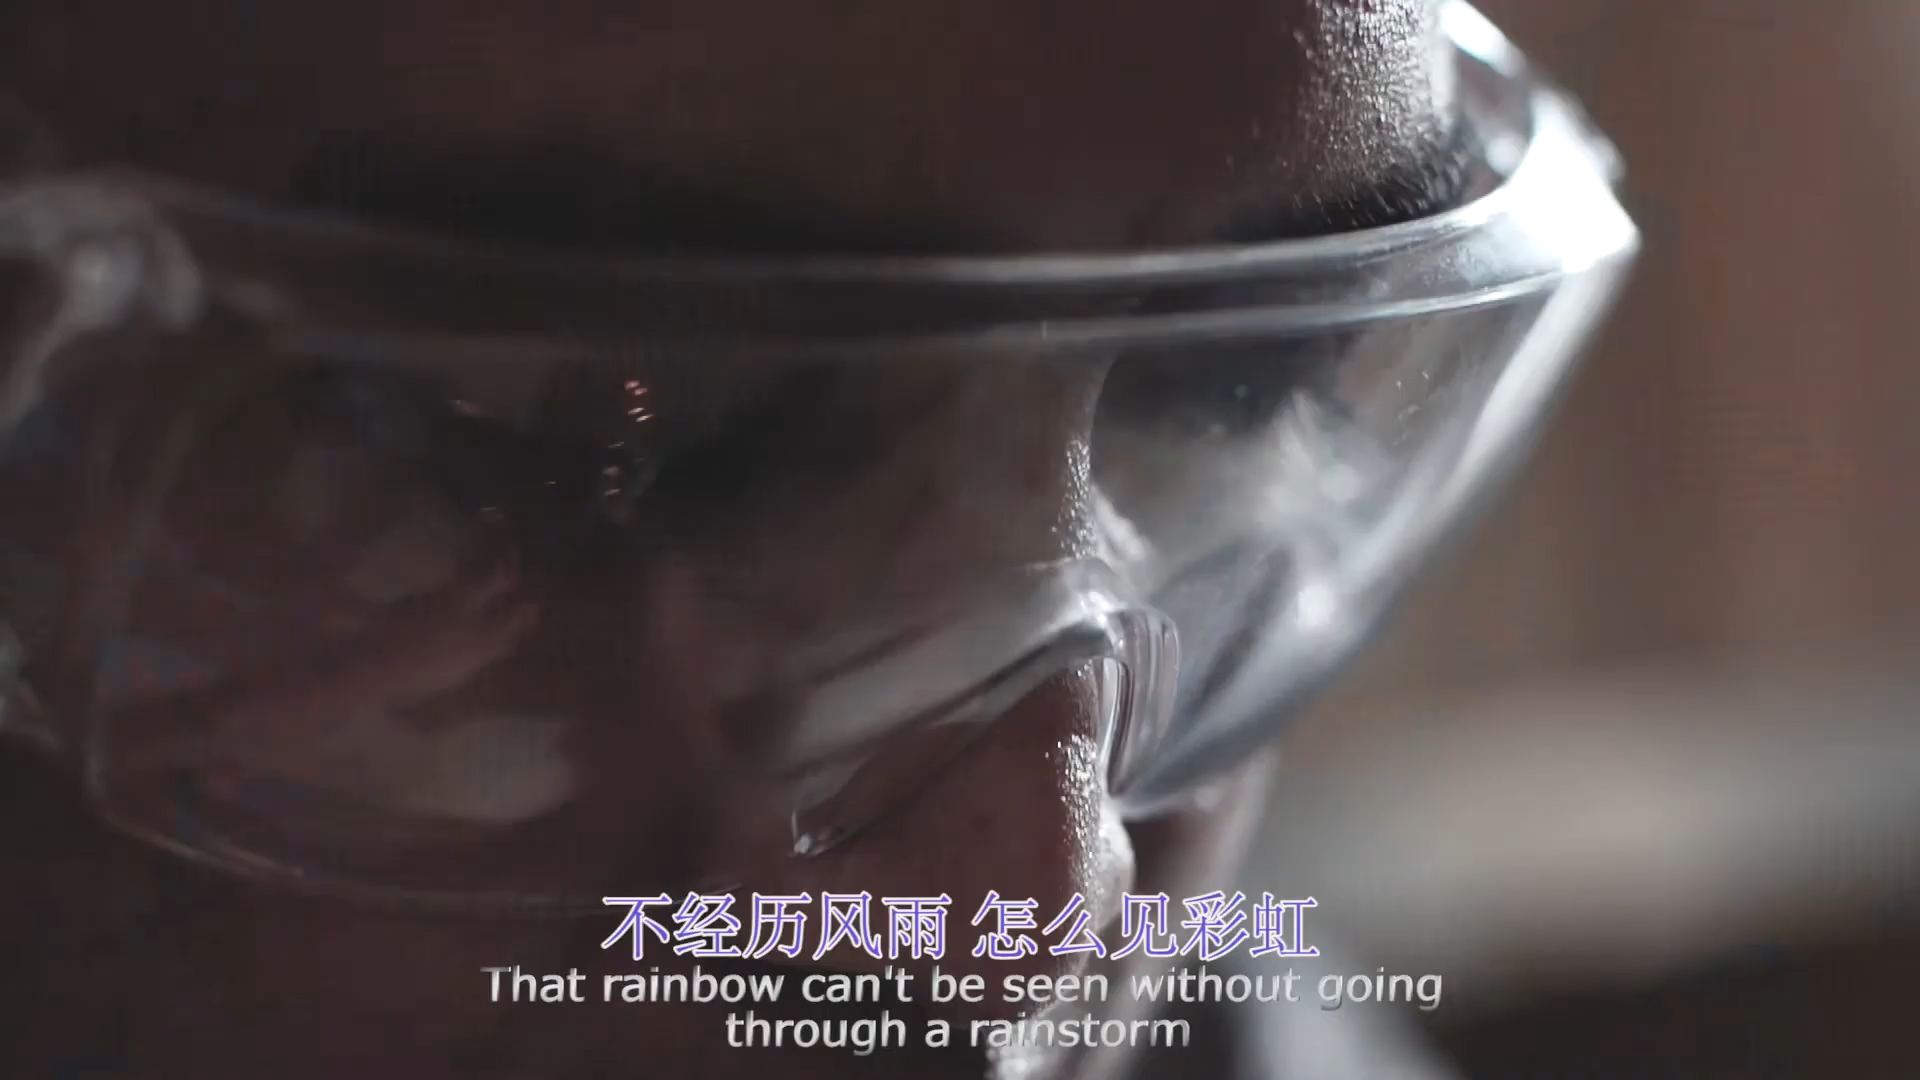 不经历风雨 怎么见彩虹
That rainbow can't be seen without going
through a rainstorm